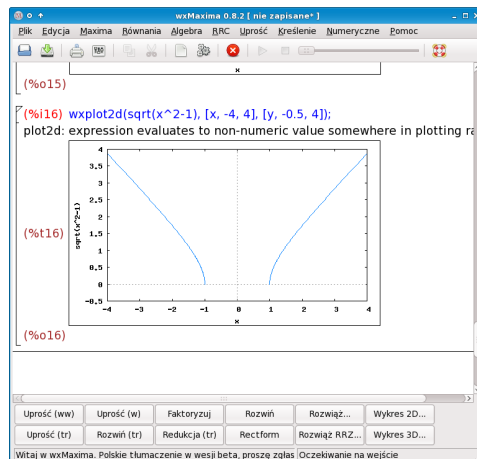 wxMaxima 0.8.2 [ nie zapisane* ]
Plik Edycja Maxima Równania Algebra RRC Uprość Kreślenie Numeryczne Pomoc
x
(%o15)
(%i16) wxplot2d(sqrt(x^2-1), [x, -4, 4], [y, -0.5, 4]);
plot2d: expression evaluates to non-numeric value somewhere in plotting ra
4
3.5
3
2.5
2
1.5
1
0.5
0
-0.5
sqrt(x^2-1)
-4 -3 -2 -1 0 1 2 3 4
x
(%t16)
(%o16)
Uprość (ww) Uprość (w) Faktoryzuj Rozwiń Rozwiąż... Wykres 2D...
Uprość (tr) Rozwiń (tr) Redukcja (tr) Rectform Rozwiąż RRZ... Wykres 3D...
Witaj w wxMaxima. Polskie tłumaczenie w wesji beta, proszę zgłas Oczekiwanie na wejście